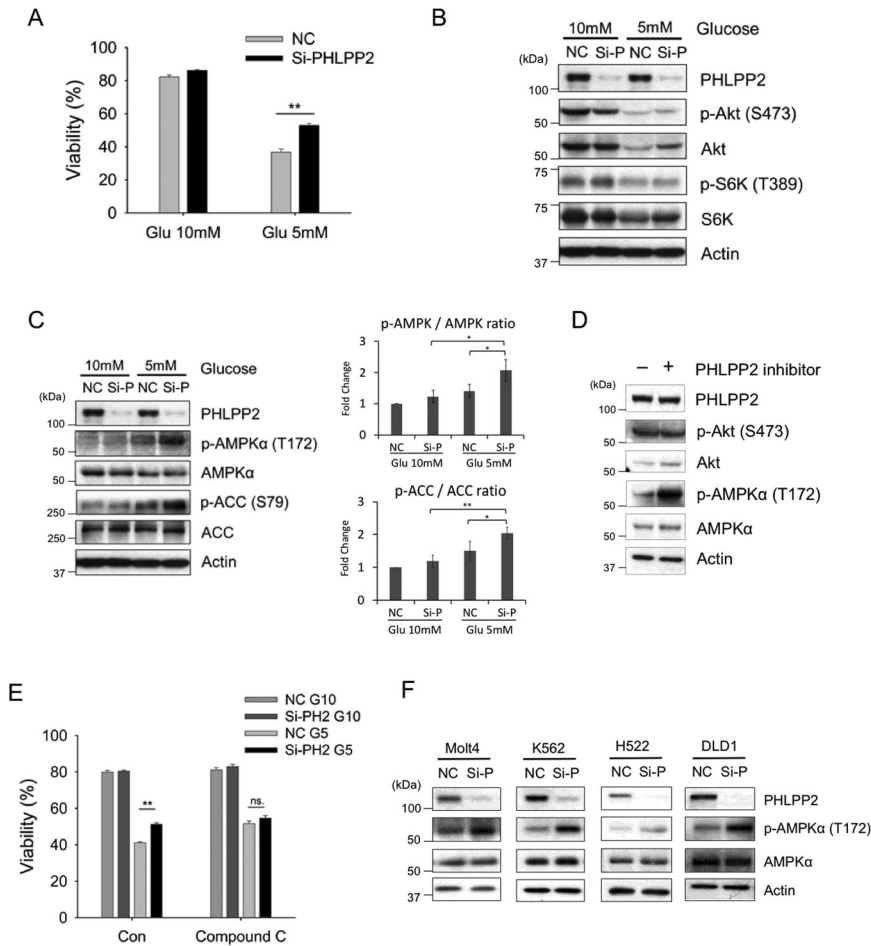 A
NC
Si-PHLPP2
Viability (%)
100
80
60
40
20
0
**
Glu 10mM
Glu 5mM
B
10mM 5mM Glucose
(kDa) NC Si-P NC Si-P
PHLPP2
100
p-Akt (S473)
50
Akt
50
75
p-S6K (T389)
75
S6K
Actin
37
C
10mM 5mM Glucose
(kDa) NC Si-P NC Si-P
PHLPP2
100
p-AMPKα (T172)
50
AMPKα
50
p-ACC (S79)
250
ACC
250
Actin
37
p-AMPK / AMPK ratio
Fold Change
3
2
1
0
*
*
NC Si-P NC Si-P
Glu 10mM Glu 5mM
p-ACC / ACC ratio
Fold Change
3
2
1
0
**
*
NC Si-P NC Si-P
Glu 10mM Glu 5mM
D
− + PHLPP2 inhibitor
(kDa)
PHLPP2
100
p-Akt (S473)
50
Akt
50
p-AMPKα (T172)
50
AMPKα
50
Actin
37
E
NC G10
Si-PH2 G10
NC G5
Si-PH2 G5
Viability (%)
100
80
60
40
20
0
**
ns.
Con
Compound C
F
Molt4 K562 H522 DLD1
(kDa) NC Si-P NC Si-P NC Si-P NC Si-P
PHLPP2
100
p-AMPKα (T172)
50
AMPKα
50
Actin
37